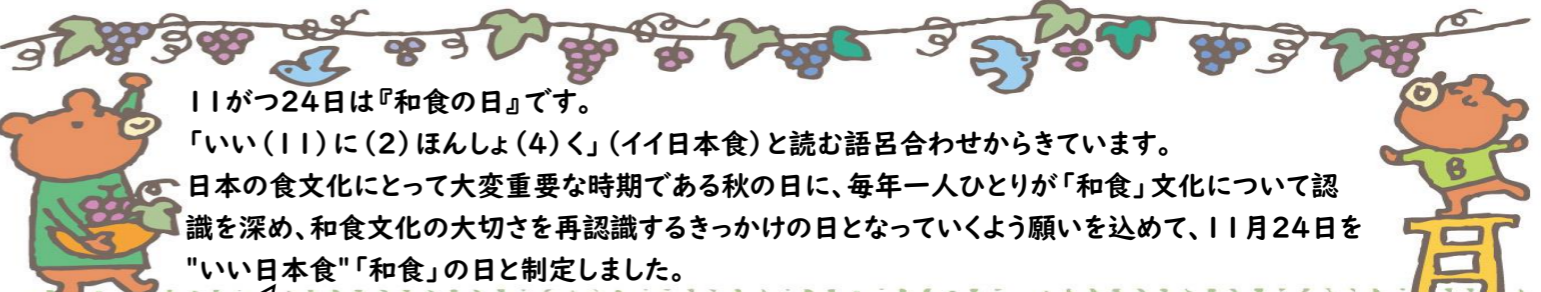 11がつ24日は『和食の日』です。
「いい(11)に(2)ほんしょ(4)く」(イイ日本食)と読む語呂合わせからきています。
日本の食文化にとって大変重要な時期である秋の日に、毎年一人ひとりが「和食」文化について認
識を深め、和食文化の大切さを再認識するきっかけの日となっていくよう願いを込めて、11月24日を
"いい日本食"「和食」の日と制定しました。
B